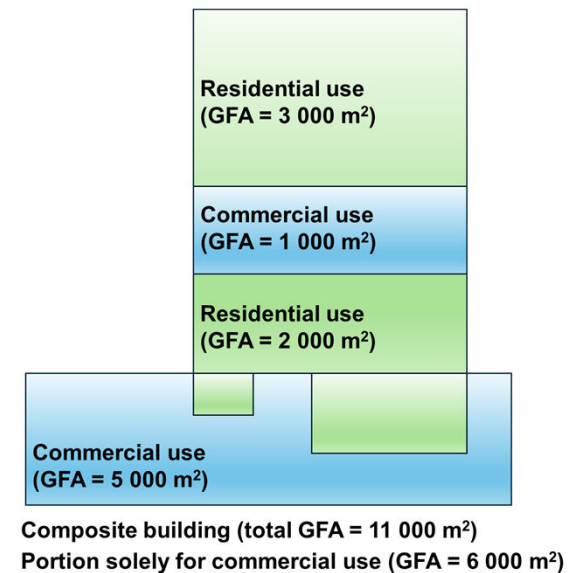 Residential use
(GFA = 3 000 m²)
Commercial use
(GFA = 1 000 m²)
Residential use
(GFA = 2 000 m²)
Commercial use
(GFA = 5 000 m²)
Composite building (total GFA = 11 000 m²)
Portion solely for commercial use (GFA = 6 000 m²)